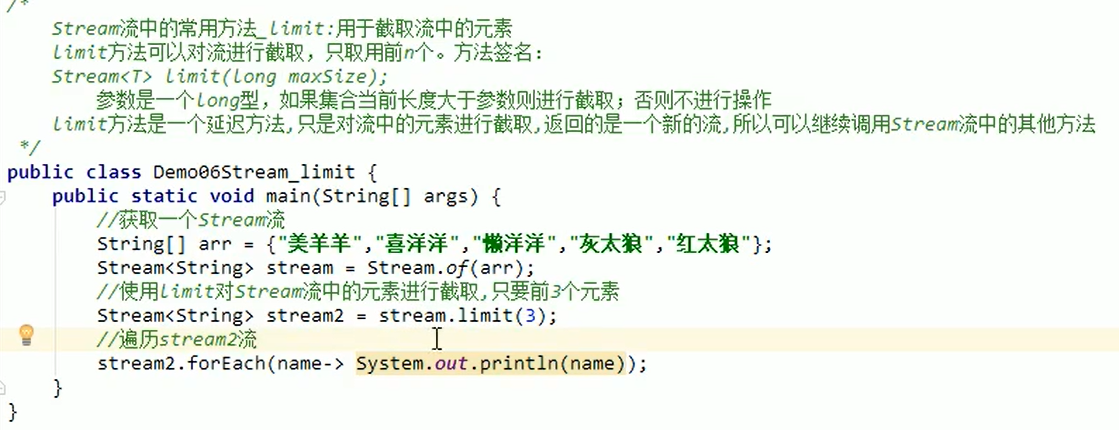 /*
    Stream流中的常用方法_limit:用于截取流中的元素
    limit方法可以对流进行截取，只取用前n个。方法签名：
    Stream<T> limit(long maxSize);
        参数是一个long型，如果集合当前长度大于参数则进行截取；否则不进行操作
    limit方法是一个延迟方法,只是对流中的元素进行截取,返回的是一个新的流,所以可以继续调用Stream流中的其他方法
 */
public class Demo06Stream_limit {
    public static void main(String[] args) {
        //获取一个Stream流
        String[] arr = {"美羊羊","喜洋洋","懒洋洋","灰太狼","红太狼"};
        Stream<String> stream = Stream.of(arr);
        //使用limit对Stream流中的元素进行截取,只要前3个元素
        Stream<String> stream2 = stream.limit(3);
        //遍历stream2流
        stream2.forEach(name-> System.out.println(name));
    }
}